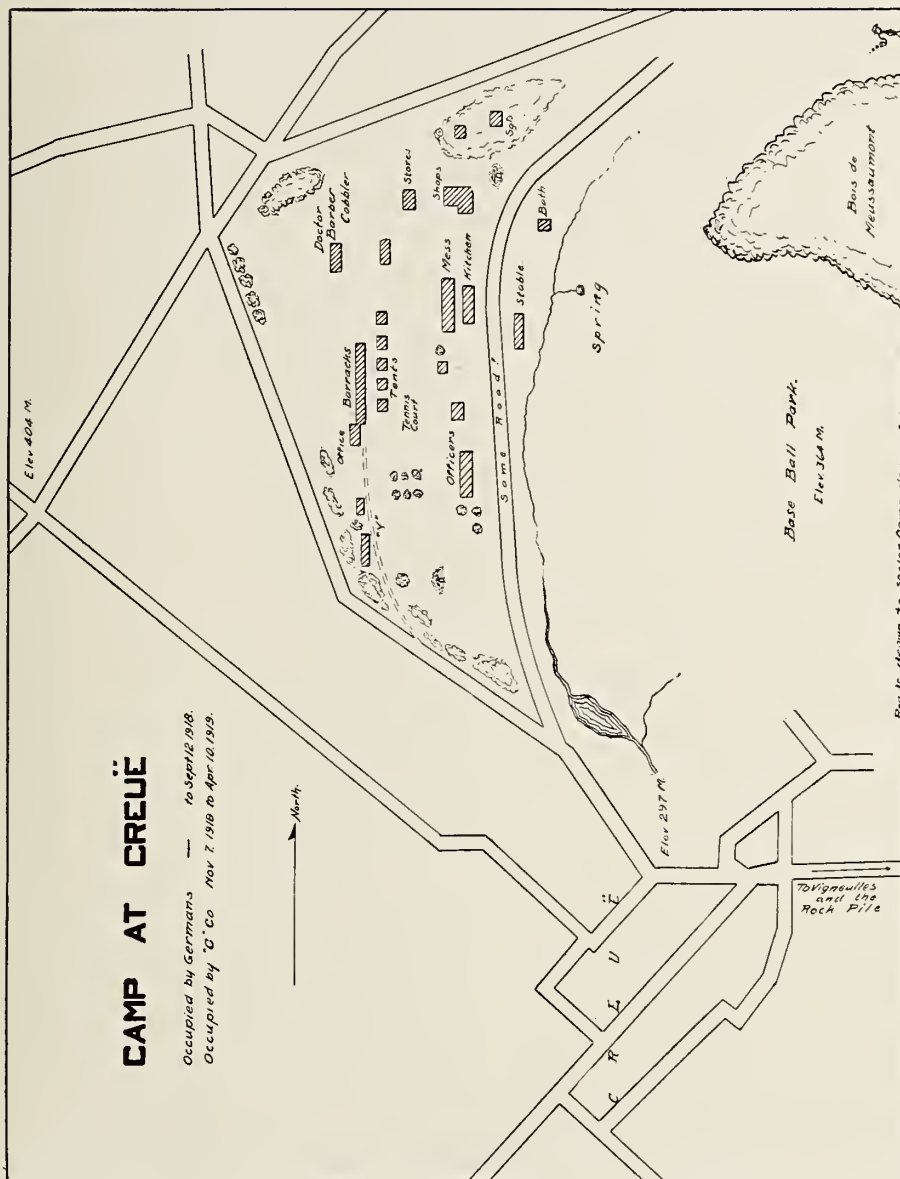 CAMP AT CREUË
Occupied by Germans — to Sept 12 1918.
Occupied by "C" Co Nov 7. 1918 to Apr. 10. 1919.
North.
Elev 404 M.
Doctor
Barber
Cobbler
Stores
Shops
Sgts
Barracks
Office
"Y"
Tents
Tennis
Court
Mess
Kitchen
Officers
Some Road!
Stable
Bath
Spring
Bois de
Meussaumont
Base Ball Park.
Elev. 364 M.
Elev 297 M.
CREUË
To Vigneulles
and the
Rock Pile